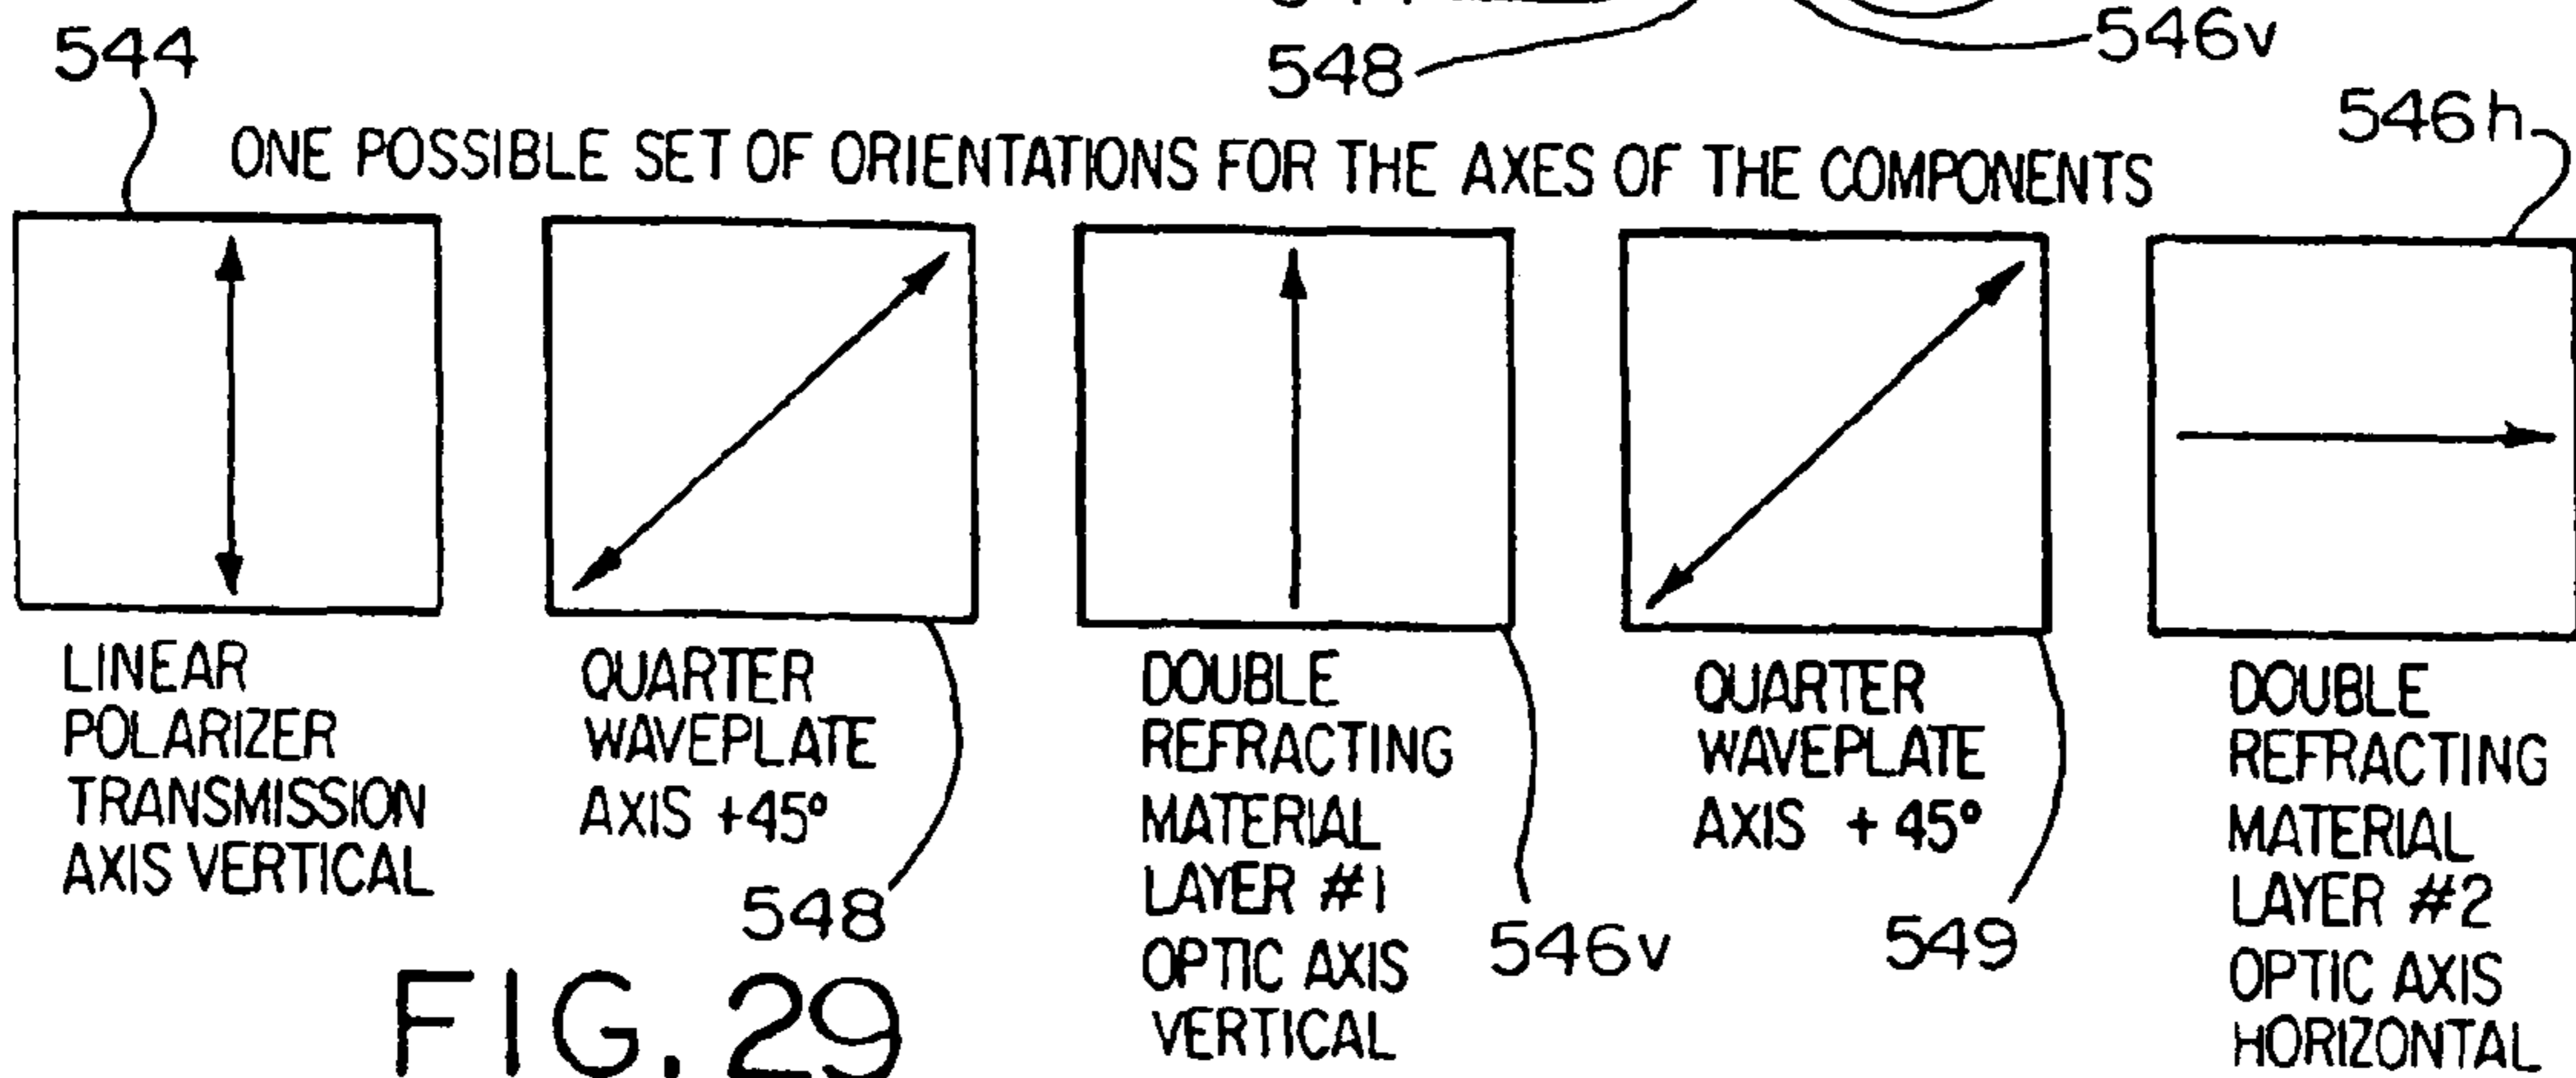 548
546v
544
546h
ONE POSSIBLE SET OF ORIENTATIONS FOR THE AXES OF THE COMPONENTS
LINEAR
POLARIZER
TRANSMISSION
AXIS VERTICAL
QUARTER
WAVEPLATE
AXIS +45°
548
DOUBLE
REFRACTING
MATERIAL
LAYER #1
OPTIC AXIS
VERTICAL
546v
QUARTER
WAVEPLATE
AXIS + 45°
549
DOUBLE
REFRACTING
MATERIAL
LAYER #2
OPTIC AXIS
HORIZONTAL
FIG. 29